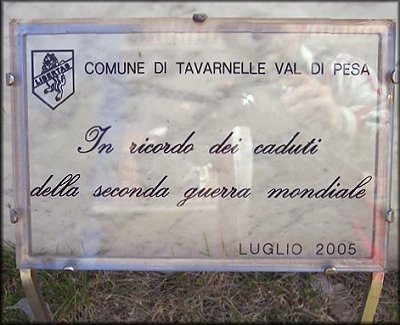 LIBERTAS
COMUNE DI TAVARNELLE VAL DI PESA
In ricordo dei caduti
della seconda guerra mondiale
LUGLIO 2005